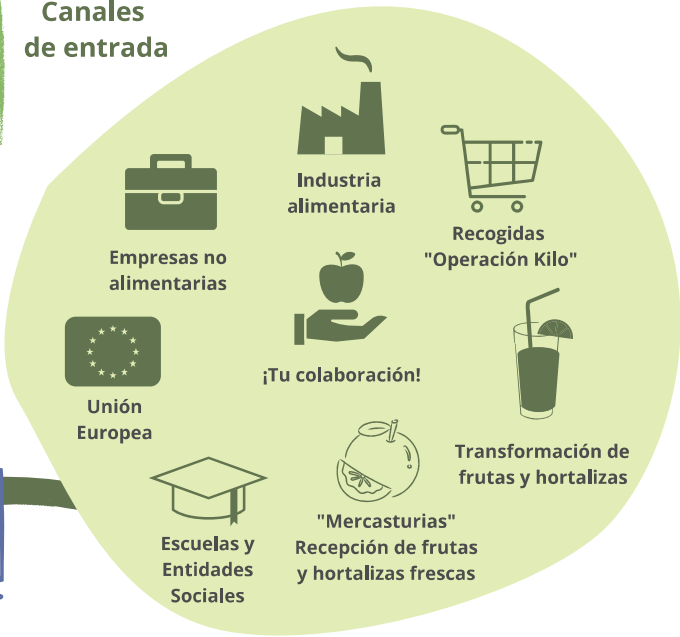 Canales
de entrada
Industria
alimentaria
Recogidas
"Operación Kilo"
Empresas no
alimentarias
¡Tu colaboración!
Unión
Europea
Transformación de
frutas y hortalizas
"Mercasturias"
Recepción de frutas
y hortalizas frescas
Escuelas y
Entidades
Sociales